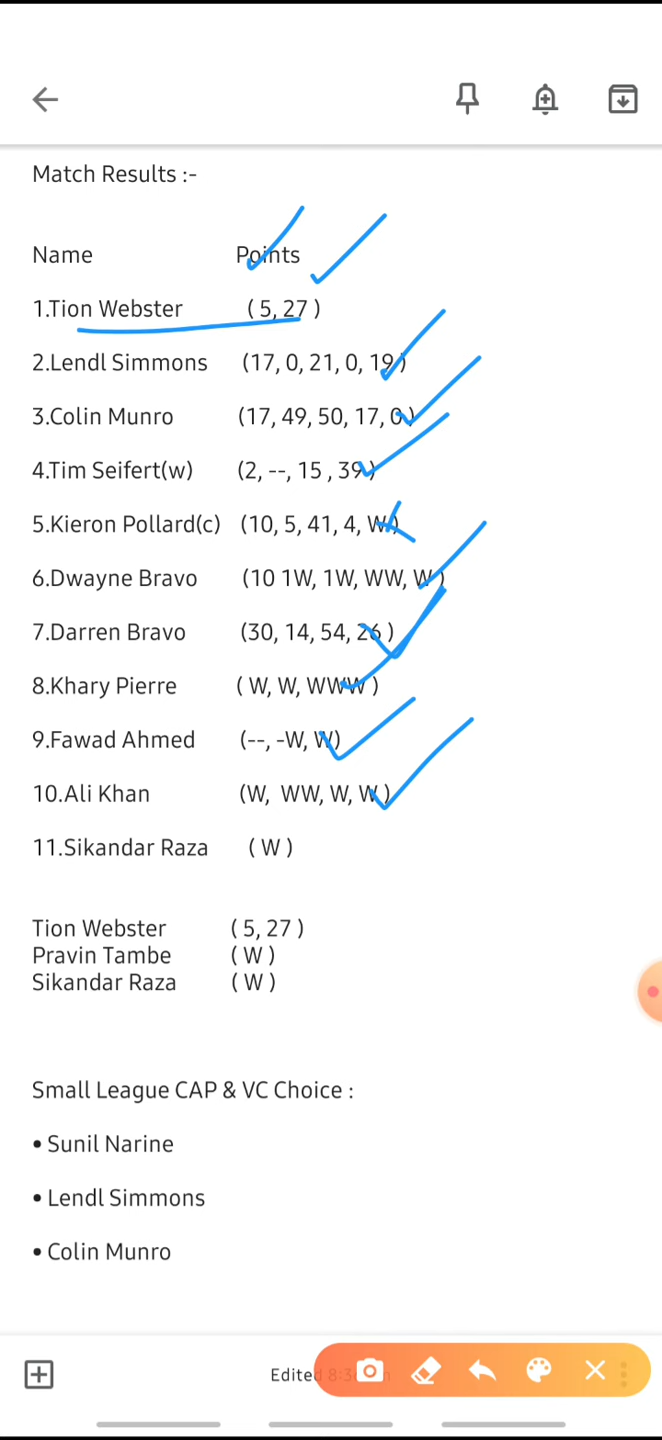 Match Results :-
Name Points
1.Tion Webster ( 5, 27 )
2.Lendl Simmons (17, 0, 21, 0, 19 )
3.Colin Munro (17, 49, 50, 17, 0 )
4.Tim Seifert(w) (2, --, 15 , 39 )
5.Kieron Pollard(c) (10, 5, 41, 4, W )
6.Dwayne Bravo (10 1W, 1W, WW, W )
7.Darren Bravo (30, 14, 54, 26 )
8.Khary Pierre ( W, W, WWW )
9.Fawad Ahmed (--, -W, W)
10.Ali Khan (W, WW, W, W )
11.Sikandar Raza ( W )
Tion Webster ( 5, 27 )
Pravin Tambe ( W )
Sikandar Raza ( W )
Small League CAP & VC Choice :
• Sunil Narine
• Lendl Simmons
• Colin Munro
Edited